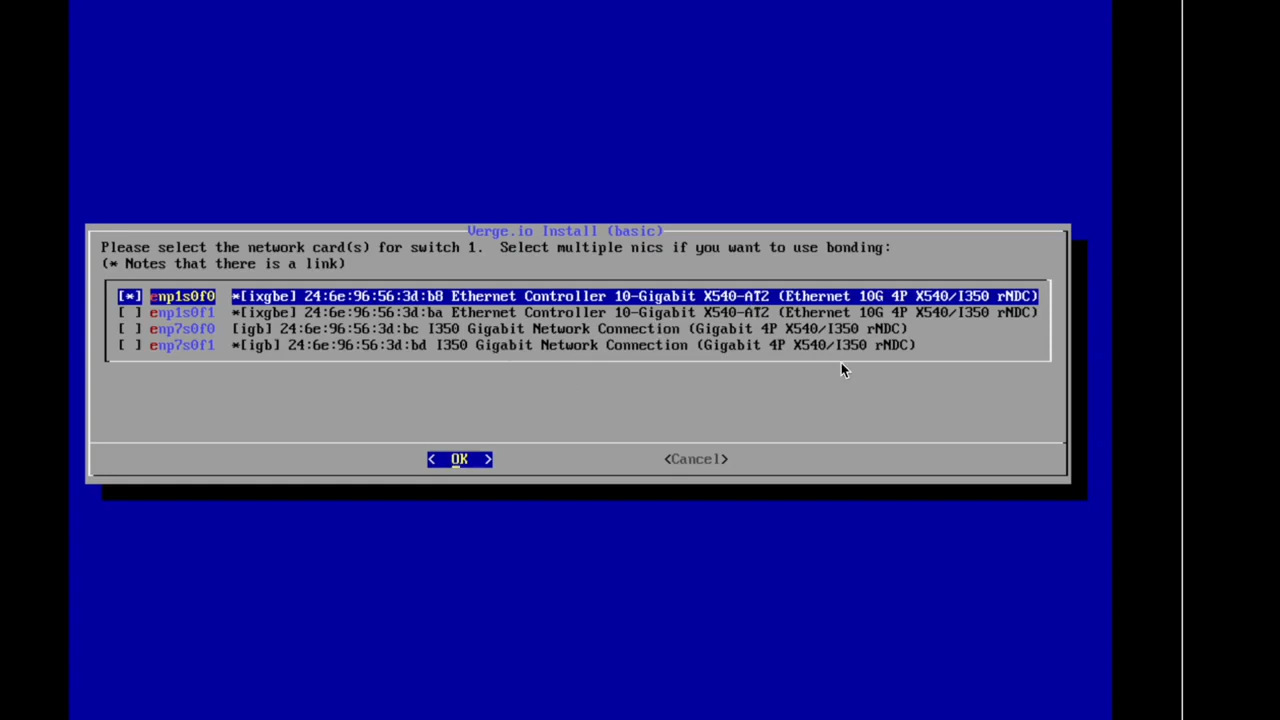 Verge.io Install (basic)
Please select the network card(s) for switch 1.  Select multiple nics if you want to use bonding:
(* Notes that there is a link)
[*] enp1s0f0  *[ixgbe] 24:6e:96:56:3d:b8 Ethernet Controller 10-Gigabit X540-AT2 (Ethernet 10G 4P X540/I350 rNDC)
[ ] enp1s0f1  *[ixgbe] 24:6e:96:56:3d:ba Ethernet Controller 10-Gigabit X540-AT2 (Ethernet 10G 4P X540/I350 rNDC)
[ ] enp7s0f0  [igb] 24:6e:96:56:3d:bc I350 Gigabit Network Connection (Gigabit 4P X540/I350 rNDC)
[ ] enp7s0f1  *[igb] 24:6e:96:56:3d:bd I350 Gigabit Network Connection (Gigabit 4P X540/I350 rNDC)
<  OK  > <Cancel>